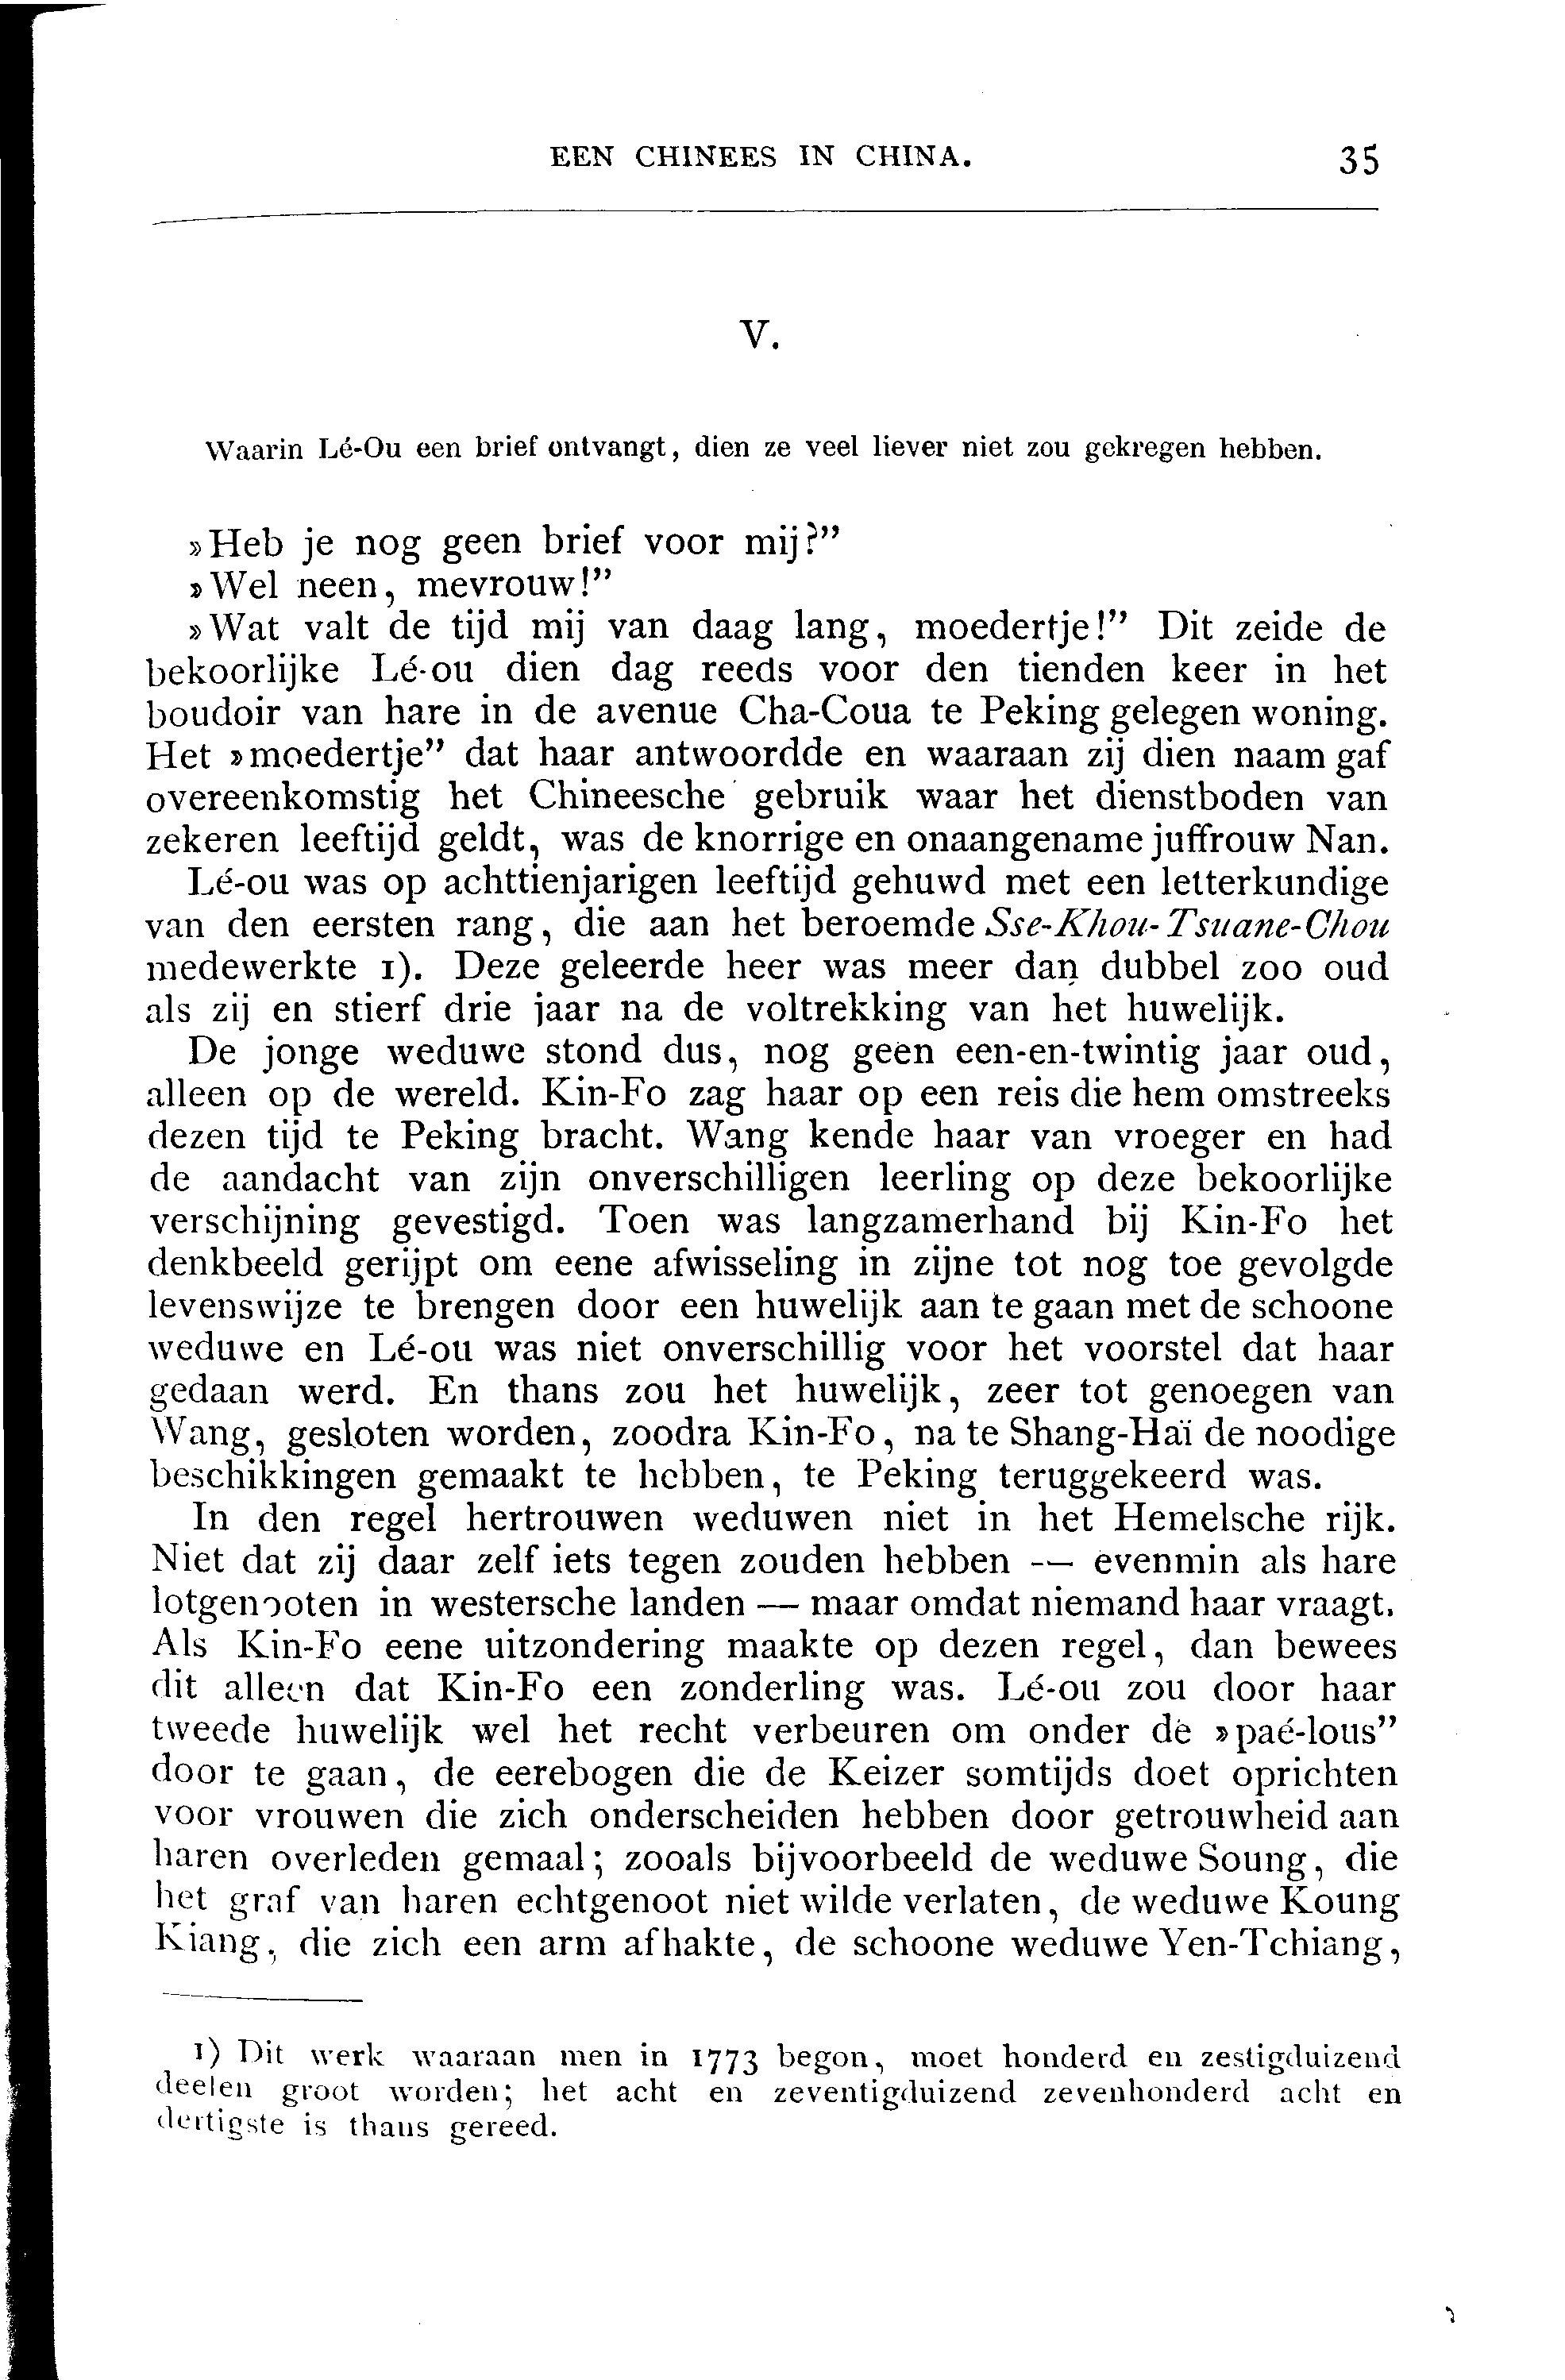 EEN CHINEES IN CHINA. 35
V.
Waarin Lé-Ou een brief ontvangt, dien ze veel liever niet zou gekregen hebben.
»Heb je nog geen brief voor mij?”
»Wel neen, mevrouw!”
»Wat valt de tijd mij van daag lang, moedertje!” Dit zeide de
bekoorlijke Lé-ou dien dag reeds voor den tienden keer in het
boudoir van hare in de avenue Cha-Coua te Peking gelegen woning.
Het »moedertje” dat haar antwoordde en waaraan zij dien naam gaf
overeenkomstig het Chineesche gebruik waar het dienstboden van
zekeren leeftijd geldt, was de knorrige en onaangename juffrouw Nan.
Lé-ou was op achttienjarigen leeftijd gehuwd met een letterkundige
van den eersten rang, die aan het beroemde Sse-Khou-Tsuane-Chou
medewerkte 1). Deze geleerde heer was meer dan dubbel zoo oud
als zij en stierf drie jaar na de voltrekking van het huwelijk.
De jonge weduwe stond dus, nog geen een-en-twintig jaar oud,
alleen op de wereld. Kin-Fo zag haar op een reis die hem omstreeks
dezen tijd te Peking bracht. Wang kende haar van vroeger en had
de aandacht van zijn onverschilligen leerling op deze bekoorlijke
verschijning gevestigd. Toen was langzamerhand bij Kin-Fo het
denkbeeld gerijpt om eene afwisseling in zijne tot nog toe gevolgde
levenswijze te brengen door een huwelijk aan te gaan met de schoone
weduwe en Lé-ou was niet onverschillig voor het voorstel dat haar
gedaan werd. En thans zou het huwelijk, zeer tot genoegen van
Wang, gesloten worden, zoodra Kin-Fo, na te Shang-Haï de noodige
beschikkingen gemaakt te hebben, te Peking teruggekeerd was.
In den regel hertrouwen weduwen niet in het Hemelsche rijk.
Niet dat zij daar zelf iets tegen zouden hebben — evenmin als hare
lotgenooten in westersche landen — maar omdat niemand haar vraagt.
Als Kin-Fo eene uitzondering maakte op dezen regel, dan bewees
dit alleen dat Kin-Fo een zonderling was. Lé-ou zou door haar
tweede huwelijk wel het recht verbeuren om onder de »paé-lous”
door te gaan, de eerebogen die de Keizer somtijds doet oprichten
voor vrouwen die zich onderscheiden hebben door getrouwheid aan
haren overleden gemaal; zooals bijvoorbeeld de weduwe Soung, die
het graf van haren echtgenoot niet wilde verlaten, de weduwe Koung
Kiang, die zich een arm afhakte, de schoone weduwe Yen-Tchiang,
1) Dit werk waaraan men in 1773 begon, moet honderd en zestigduizend
deelen groot worden; het acht en zeventigduizend zevenhonderd acht en
dertigste is thans gereed.